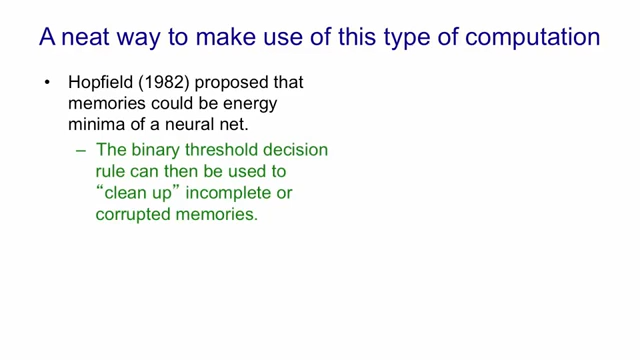 A neat way to make use of this type of computation
• Hopfield (1982) proposed that
memories could be energy
minima of a neural net.
– The binary threshold decision
rule can then be used to
“clean up” incomplete or
corrupted memories.